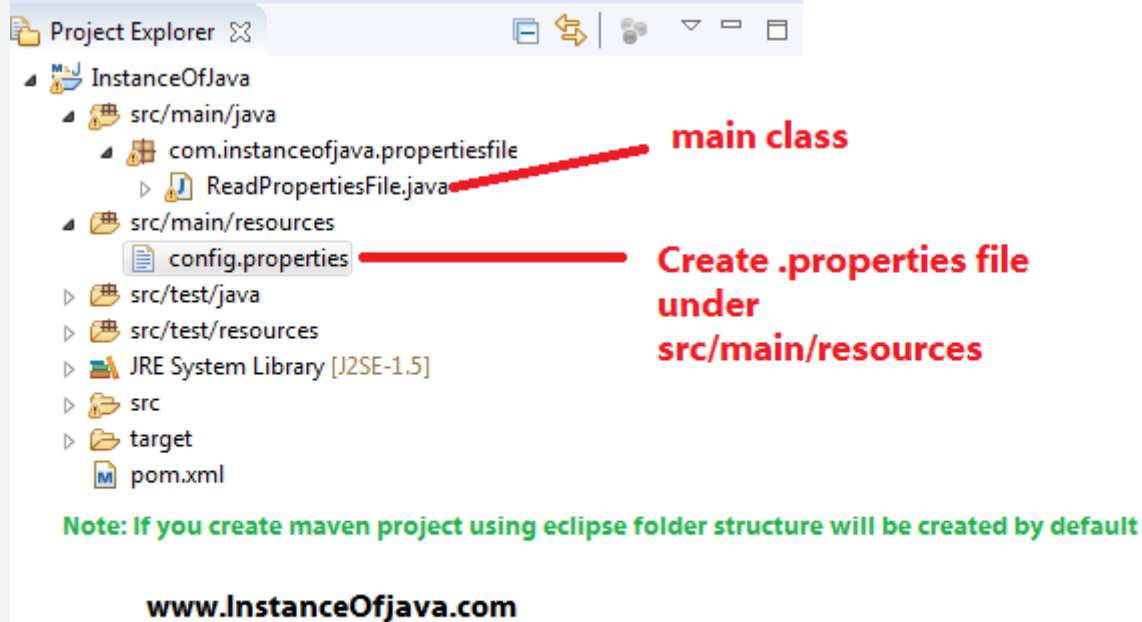 Project Explorer
InstanceOfJava
src/main/java
com.instanceofjava.propertiesfile
main class
ReadPropertiesFile.java
src/main/resources
config.properties
Create .properties file
under
src/main/resources
src/test/java
src/test/resources
JRE System Library [J2SE-1.5]
src
target
pom.xml
Note: If you create maven project using eclipse folder structure will be created by default
www.InstanceOfjava.com